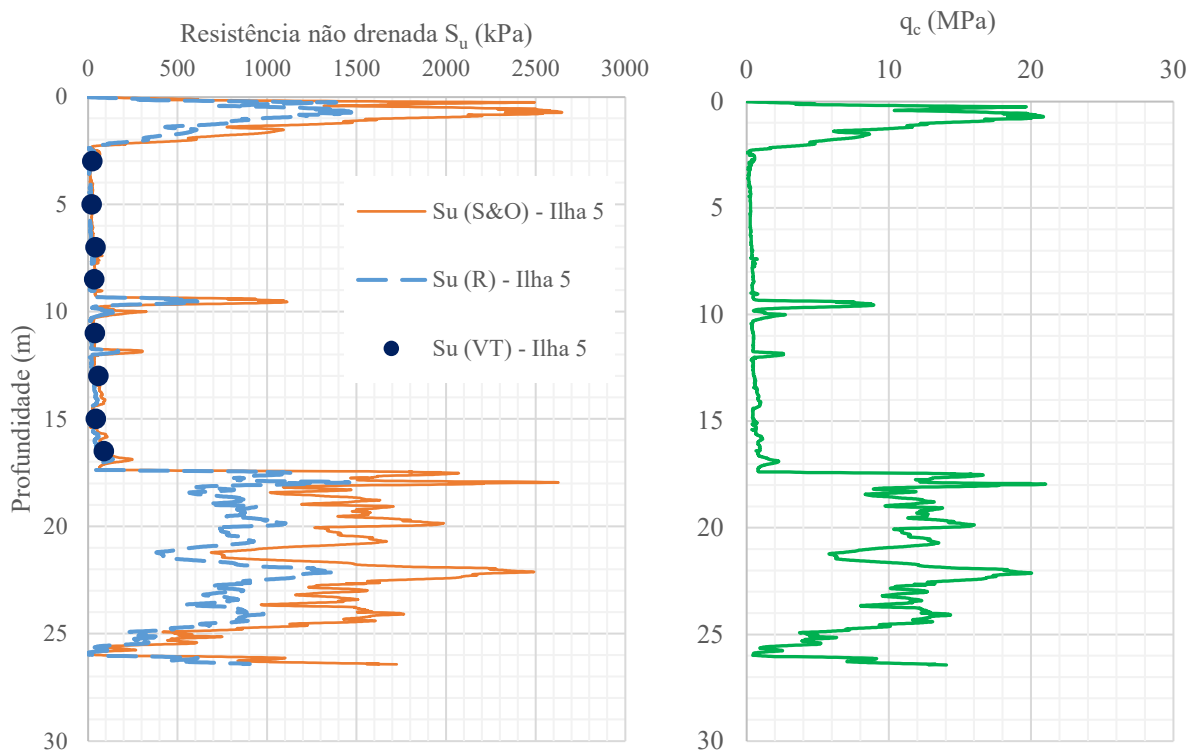 Resistência não drenada Su (kPa)
0 500 1000 1500 2000 2500 3000
0
5
10
15
20
25
30
Profundidade (m)
Su (S&O) - Ilha 5
Su (R) - Ilha 5
Su (VT) - Ilha 5
qc (MPa)
0 10 20 30
0
5
10
15
20
25
30